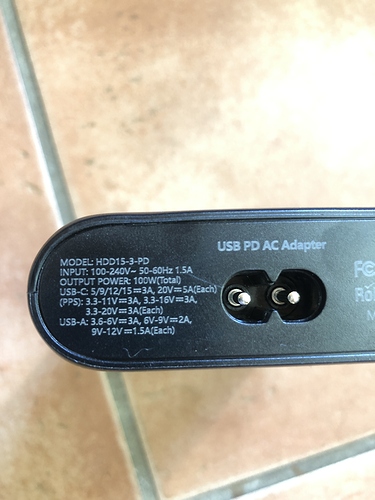 USB PD AC Adapter
MODEL: HDD15-3-PD
INPUT: 100-240V~ 50-60Hz 1.5A
OUTPUT POWER: 100W(Total)
USB-C: 5/9/12/15⎓3A, 20V⎓5A(Each)
(PPS): 3.3-11V⎓3A, 3.3-16V⎓3A,
3.3-20V⎓3A(Each)
USB-A: 3.6-6V⎓3A, 6V-9V⎓2A,
9V-12V⎓1.5A(Each)